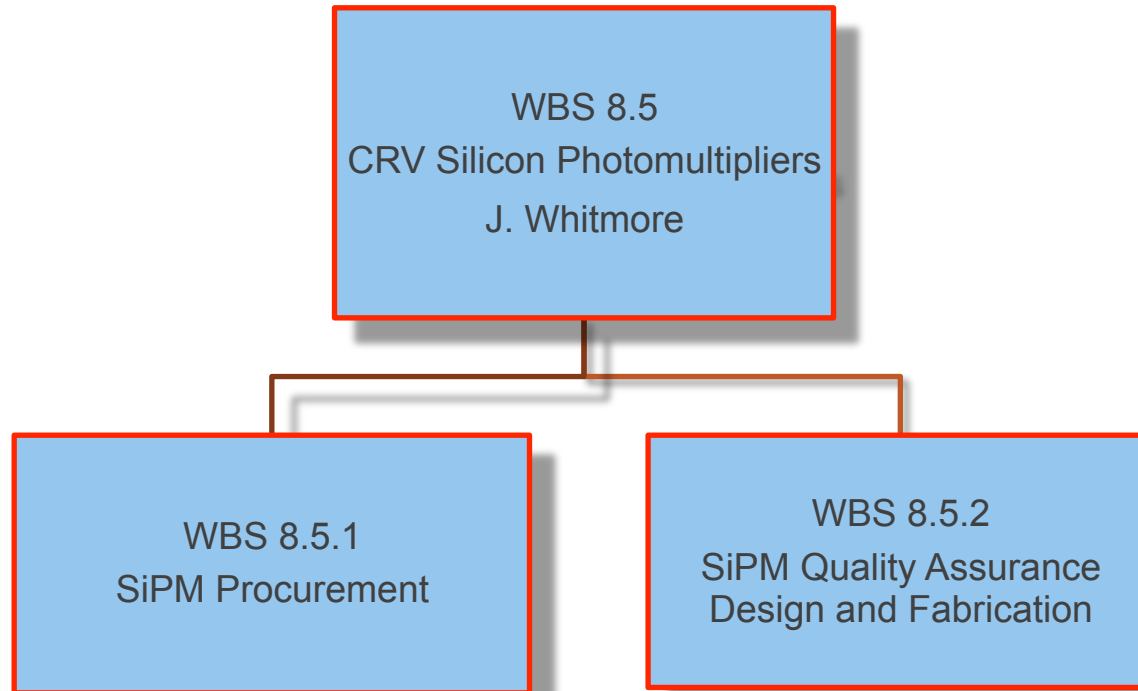 WBS 8.5
CRV Silicon Photomultipliers
J. Whitmore
WBS 8.5.1
SiPM Procurement
WBS 8.5.2
SiPM Quality Assurance
Design and Fabrication